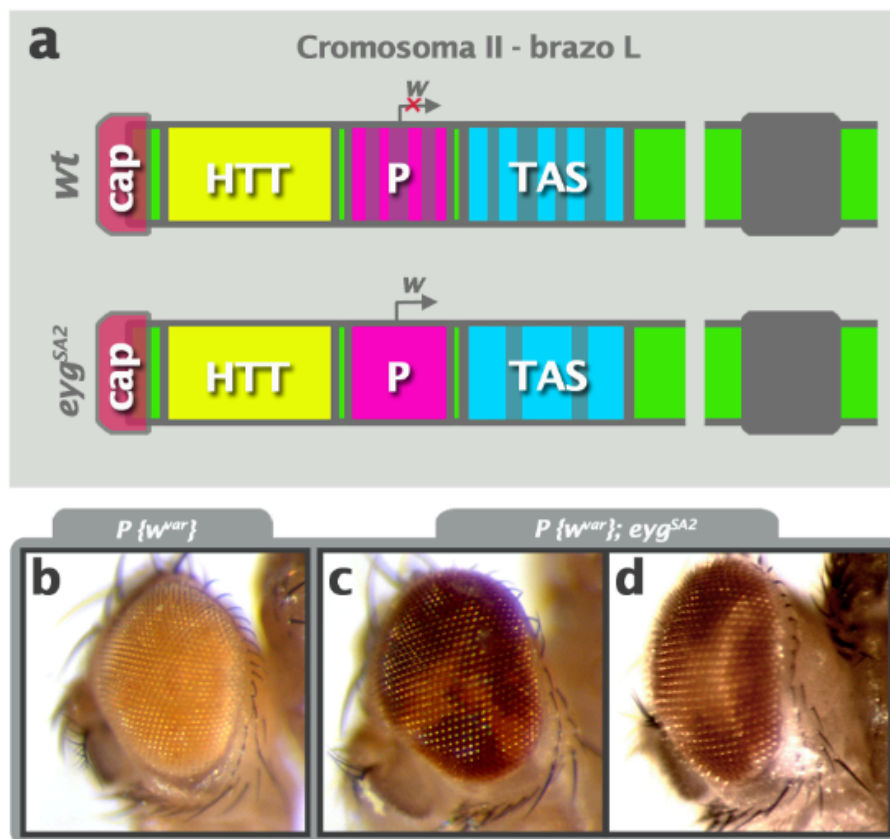 a
Cromosoma II - brazo L
w
wt
cap
HTT
P
TAS
w
eyg^SA2
cap
HTT
P
TAS
P {w^var}
P {w^var}; eyg^SA2
b
c
d